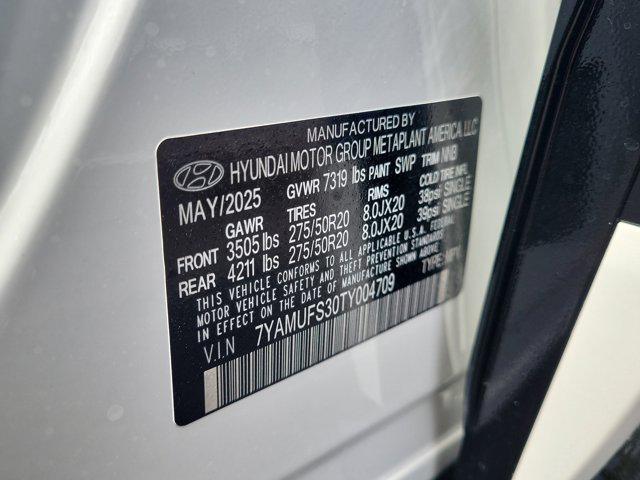 MANUFACTURED BY
HYUNDAI MOTOR GROUP METAPLANT AMERICA, LLC
MAY/2025 GVWR 7319 lbs PAINT SWP TRIM NNB
GAWR TIRES RIMS COLD TIRE INFL
FRONT 3505 lbs 275/50R20 8.0JX20 38psi SINGLE
REAR 4211 lbs 275/50R20 8.0JX20 39psi SINGLE
THIS VEHICLE CONFORMS TO ALL APPLICABLE U.S.A. FEDERAL
MOTOR VEHICLE SAFETY AND THEFT PREVENTION STANDARDS
IN EFFECT ON THE DATE OF MANUFACTURE SHOWN ABOVE.
V.I.N 7YAMUFS30TY004709 TYPE: MPV